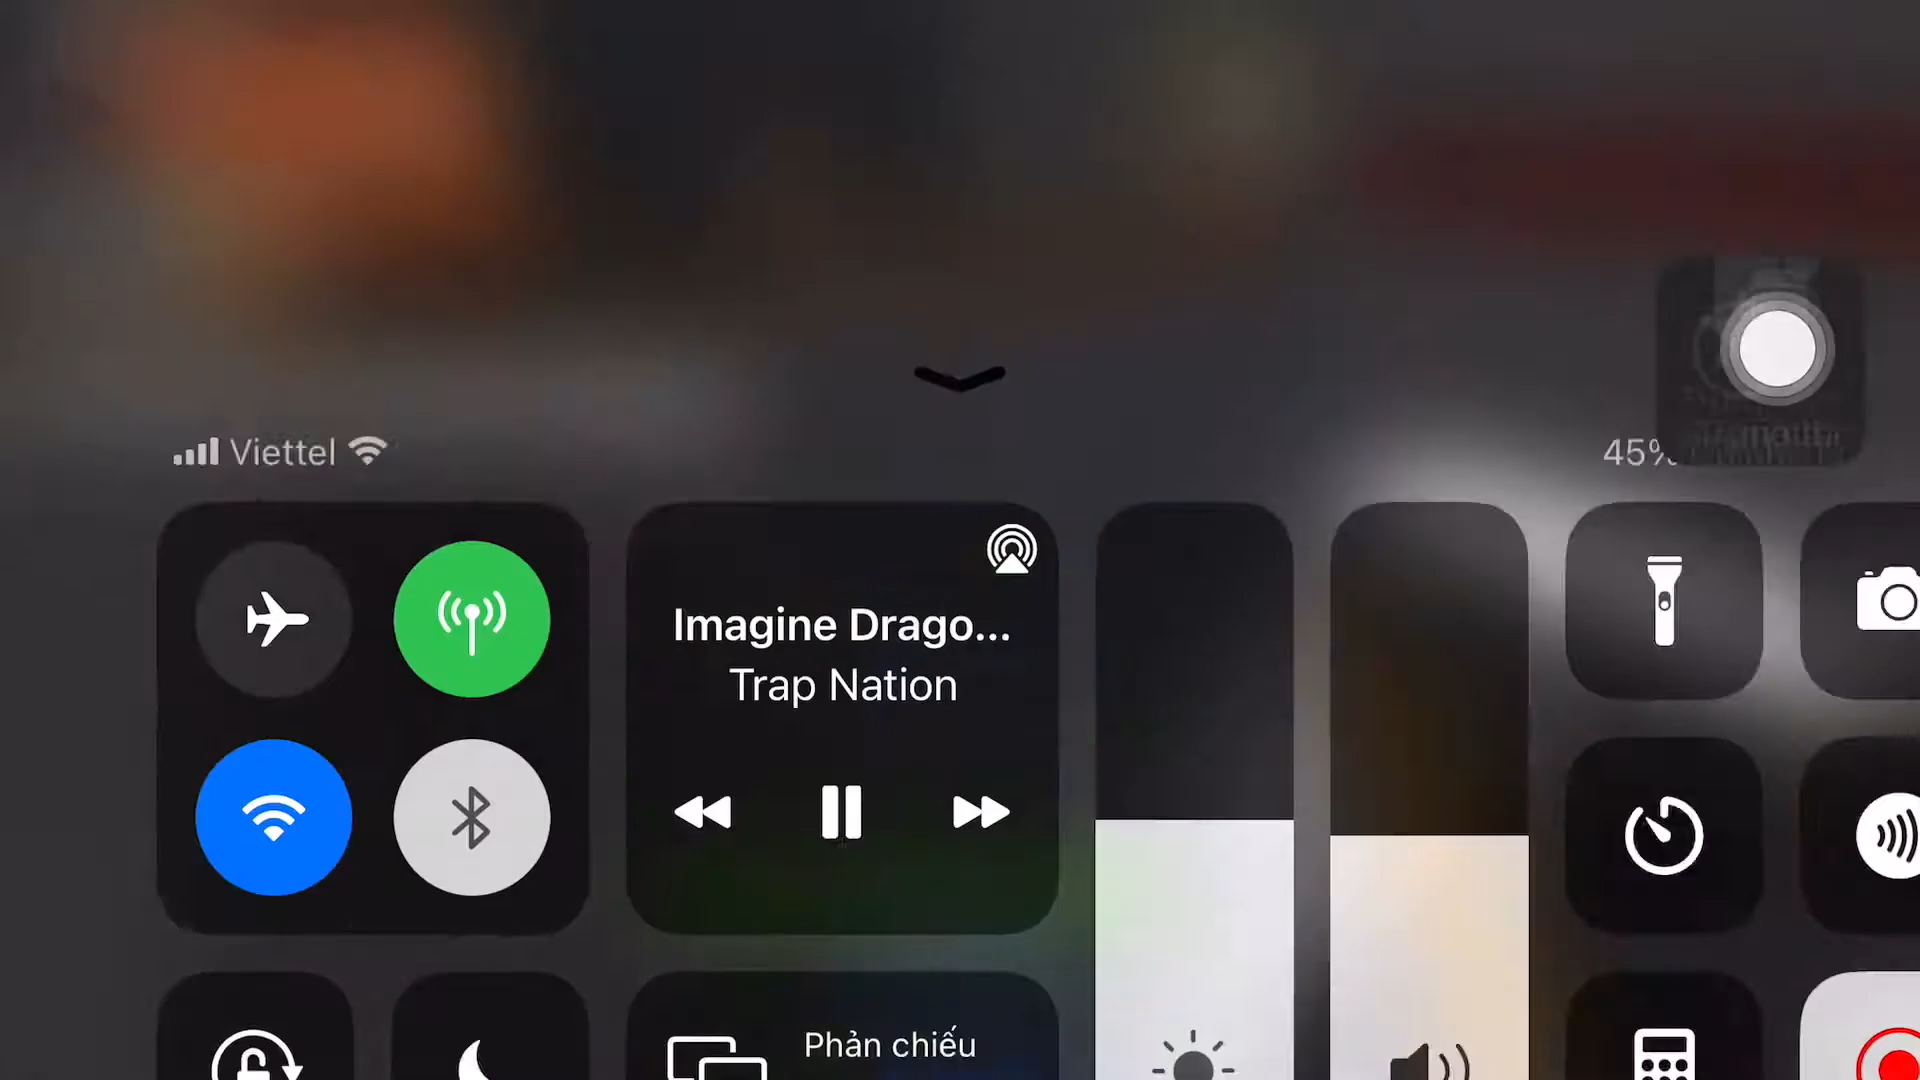 Viettel
45%
Imagine Drago...
Trap Nation
Phản chiếu